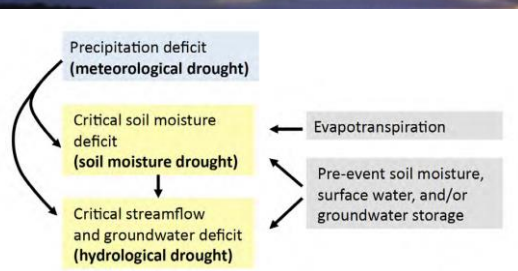 Precipitation deficit
(meteorological drought)
Critical soil moisture
deficit
(soil moisture drought)
Evapotranspiration
Pre-event soil moisture,
surface water, and/or
groundwater storage
Critical streamflow
and groundwater deficit
(hydrological drought)